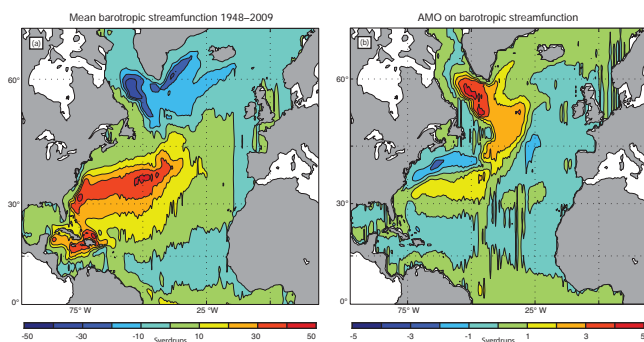 Mean barotropic streamfunction 1948–2009
AMO on barotropic streamfunction
(a)
(b)
60°
60°
30°
30°
0°
0°
75° W
25° W
75° W
25° W
-50 -30 -10 10 20 30 50
-5 -3 -1 1 3 5
Sverdrups
Sverdrups